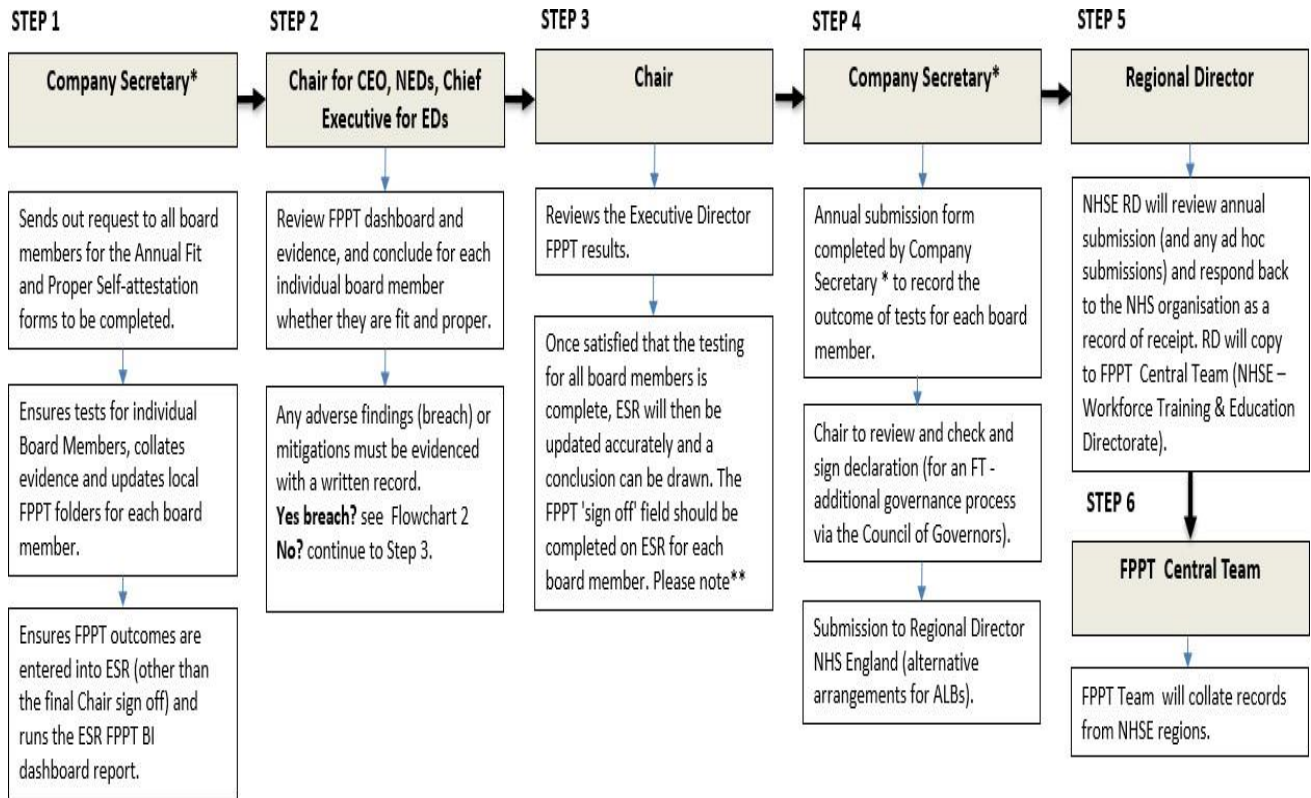 STEP 1
Company Secretary*
Sends out request to all board
members for the Annual Fit
and Proper Self-attestation
forms to be completed.
Ensures tests for individual
Board Members, collates
evidence and updates local
FPPT folders for each board
member.
Ensures FPPT outcomes are
entered into ESR (other than
the final Chair sign off) and
runs the ESR FPPT BI
dashboard report.
STEP 2
Chair for CEO, NEDs, Chief
Executive for EDs
Review FPPT dashboard and
evidence, and conclude for each
individual board member
whether they are fit and proper.
Any adverse findings (breach) or
mitigations must be evidenced
with a written record.
Yes breach? see Flowchart 2
No? continue to Step 3.
STEP 3
Chair
Reviews the Executive Director
FPPT results.
Once satisfied that the testing
for all board members is
complete, ESR will then be
updated accurately and a
conclusion can be drawn. The
FPPT 'sign off' field should be
completed on ESR for each
board member. Please note**
STEP 4
Company Secretary*
Annual submission form
completed by Company
Secretary * to record the
outcome of tests for each board
member.
Chair to review and check and
sign declaration (for an FT -
additional governance process
via the Council of Governors).
Submission to Regional Director
NHS England (alternative
arrangements for ALBs).
STEP 5
Regional Director
NHSE RD will review annual
submission (and any ad hoc
submissions) and respond back
to the NHS organisation as a
record of receipt. RD will copy
to FPPT Central Team (NHSE –
Workforce Training & Education
Directorate).
STEP 6
FPPT Central Team
FPPT Team will collate records
from NHSE regions.